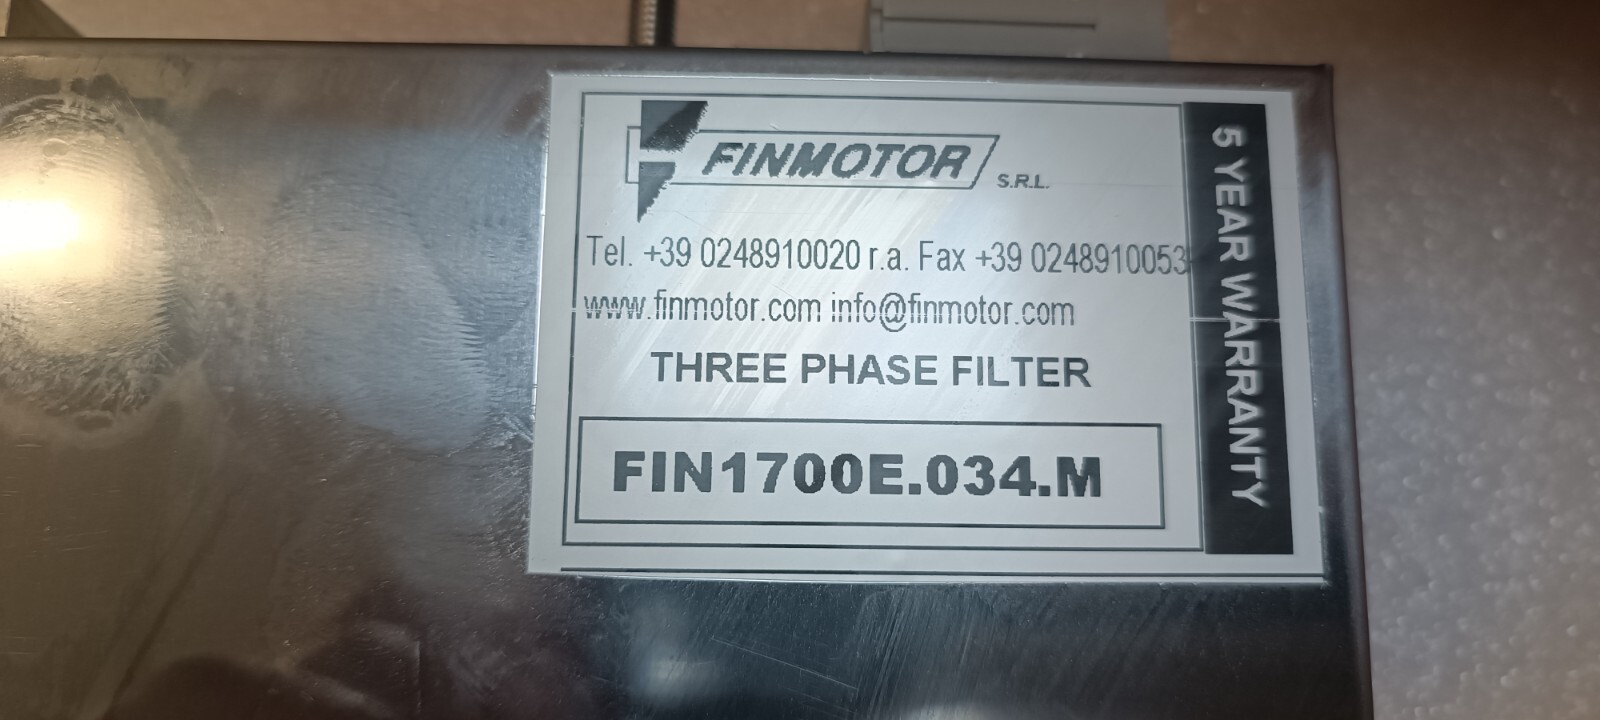 FINMOTOR S.R.L.
Tel. +39 0248910020 r.a. Fax +39 0248910053
www.finmotor.com info@finmotor.com
THREE PHASE FILTER
FIN1700E.034.M
5 YEAR WARRANTY